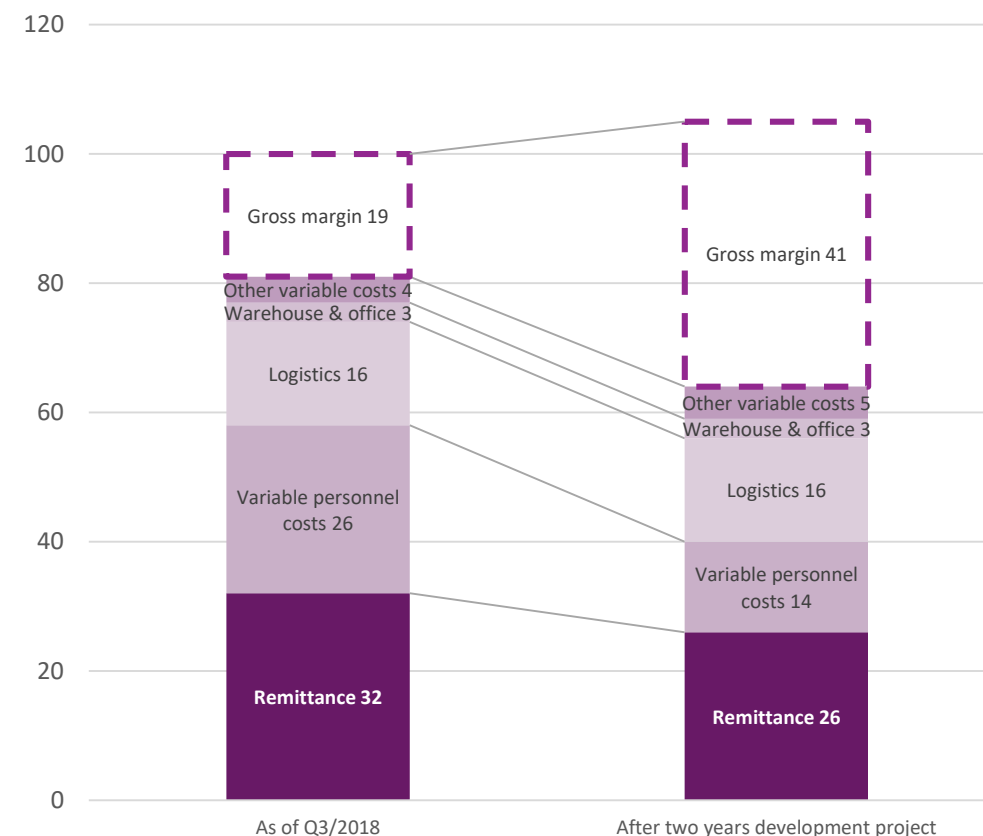 120
100
80
60
40
20
0
Gross margin 19
Other variable costs 4
Warehouse & office 3
Logistics 16
Variable personnel
costs 26
Remittance 32
As of Q3/2018
Gross margin 41
Other variable costs 5
Warehouse & office 3
Logistics 16
Variable personnel
costs 14
Remittance 26
After two years development project